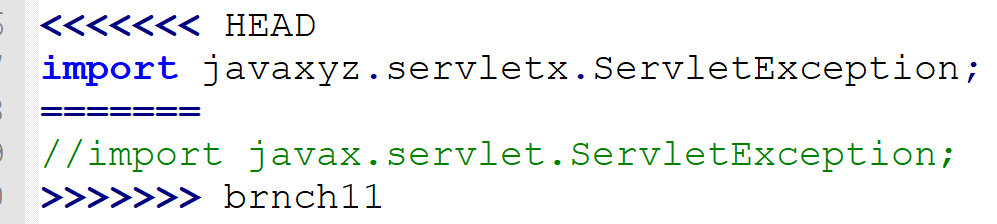 <<<<<<< HEAD
import javaxyz.servletx.ServletException;
=======
//import javax.servlet.ServletException;
>>>>>>> brnch11